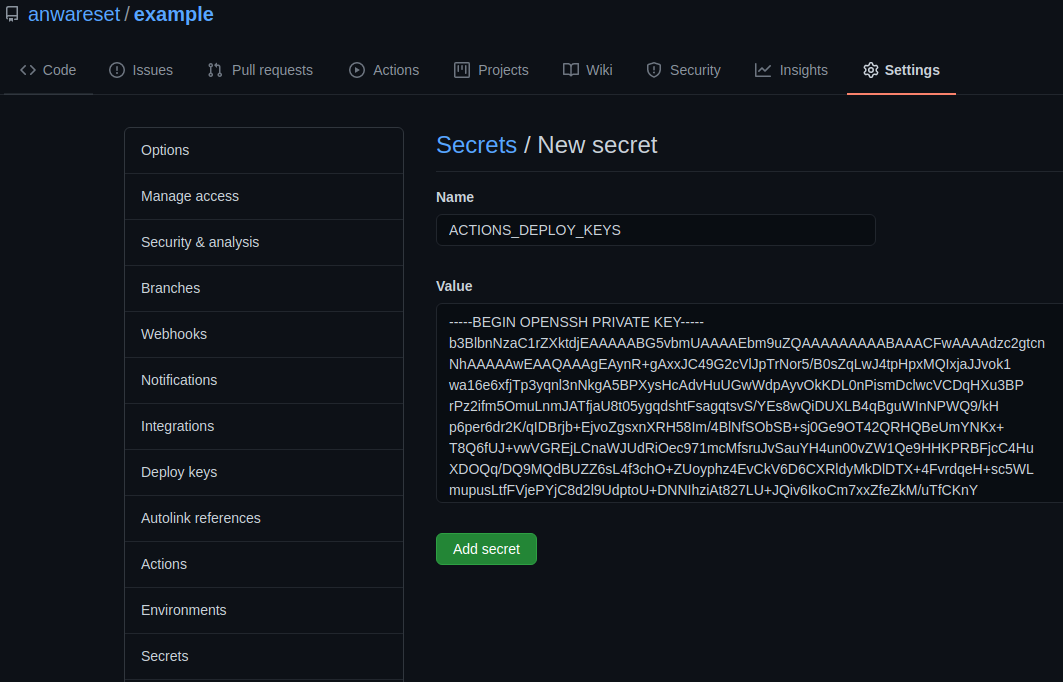 anwareset / example
Code Issues Pull requests Actions Projects Wiki Security Insights Settings
Options
Manage access
Security & analysis
Branches
Webhooks
Notifications
Integrations
Deploy keys
Autolink references
Actions
Environments
Secrets
Secrets / New secret
Name
ACTIONS_DEPLOY_KEYS
Value
-----BEGIN OPENSSH PRIVATE KEY-----
b3BlbnNzaC1rZXktdjEAAAAABG5vbmUAAAAEbm9uZQAAAAAAAAABAAACFwAAAAdzc2gtcn
NhAAAAAwEAAQAAAgEAynR+gAxxJC49G2cVlJpTrNor5/B0sZqLwJ4tpHpxMQIxjaJJvok1
wa16e6xfjTp3yqnl3nNkgA5BPXysHcAdvHuUGwWdpAyvOkKDL0nPismDclwcVCDqHXu3BP
rPz2ifm5OmuLnmJATfjaU8t05ygqdshtFsagqtsvS/YEs8wQiDUXLB4qBguWInNPWQ9/kH
p6per6dr2K/qIDBrjb+EjvoZgsxnXRH58Im/4BlNfSObSB+sj0Ge9OT42QRHQBeUmYNKx+
T8Q6fUJ+vwVGREjLCnaWJUdRiOec971mcMfsruJvSauYH4un00vZW1Qe9HHKPRBFjcC4Hu
XDOQq/DQ9MQdBUZZ6sL4f3chO+ZUoyphz4EvCkV6D6CXRldyMkDlDTX+4FvrdqeH+sc5WL
mupusLtfFVjePYjC8d2l9UdptoU+DNNIhziAt827LU+JQiv6IkoCm7xxZfeZkM/uTfCKnY
Add secret